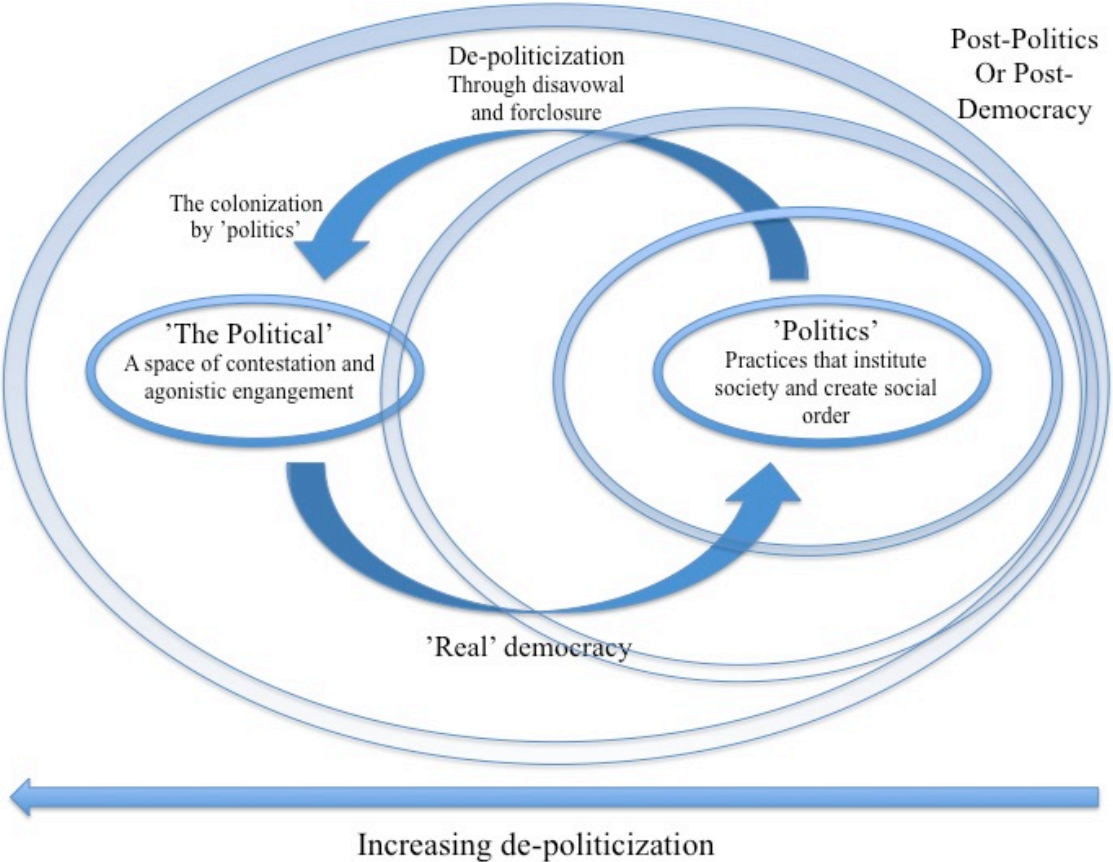 Post-Politics
Or Post-
Democracy
De-politicization
Through disavowal
and forclosure
The colonization
by ’politics’
’The Political’
A space of contestation and
agonistic engangement
’Politics’
Practices that institute
society and create social
order
’Real’ democracy
Increasing de-politicization